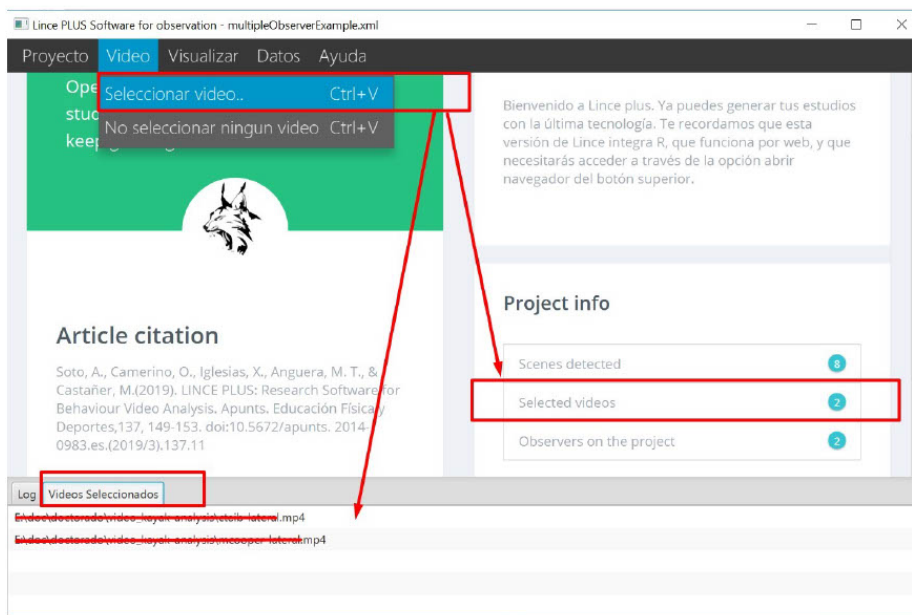 Lince PLUS Software for observation - multipleObserverExample.xml
Proyecto Video Visualizar Datos Ayuda
Seleccionar video.. Ctrl+V
No seleccionar ningun video Ctrl+V
Ope
stud
keep
Bienvenido a Lince plus. Ya puedes generar tus estudios
con la última tecnología. Te recordamos que esta
versión de Lince integra R, que funciona por web, y que
necesitarás acceder a través de la opción abrir
navegador del botón superior.
Article citation
Soto, A., Camerino, O., Iglesias, X., Anguera, M. T., &
Castañer, M.(2019). LINCE PLUS: Research Software for
Behaviour Video Analysis. Apunts. Educación Física y
Deportes,137, 149-153. doi:10.5672/apunts. 2014-
0983.es.(2019/3).137.11
Project info
Scenes detected 8
Selected videos 2
Observers on the project 2
Log Videos Seleccionados
.mp4
.mp4